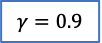 γ = 0.9